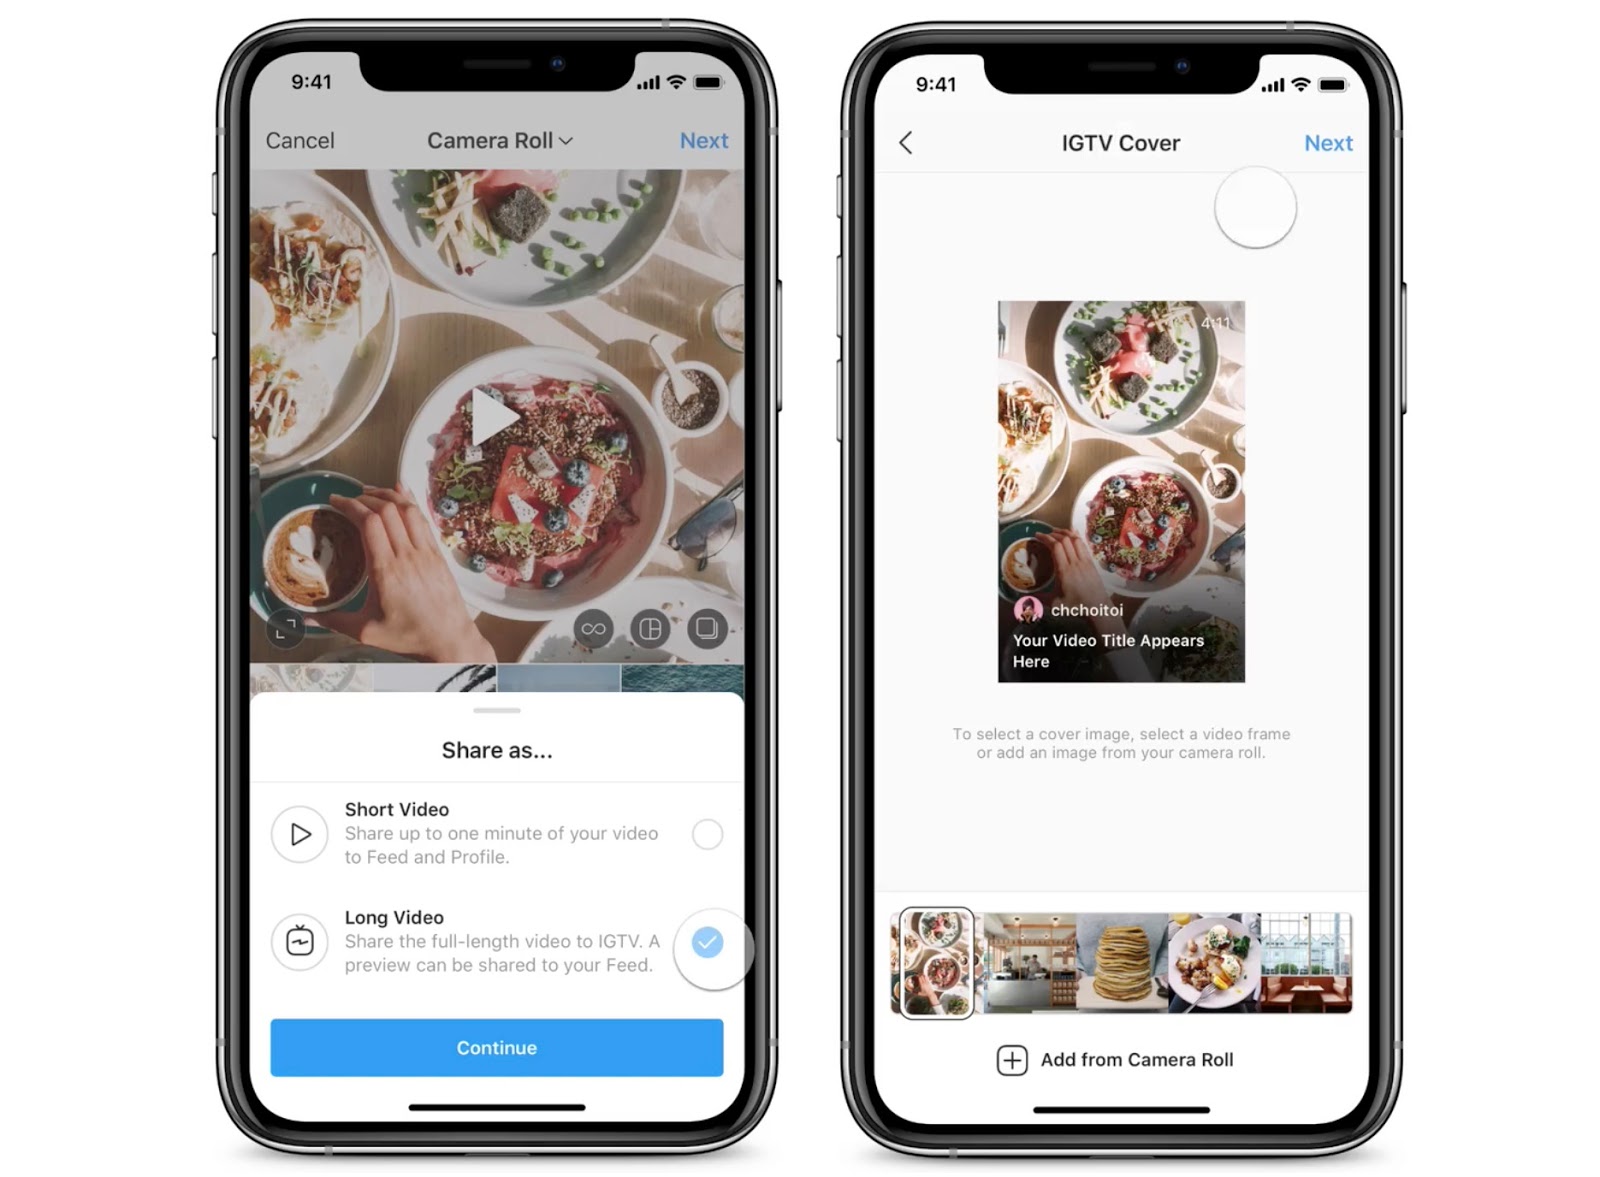 9:41
Cancel
Camera Roll
Next
Share as...
Short Video
Share up to one minute of your video
to Feed and Profile.
Long Video
Share the full-length video to IGTV. A
preview can be shared to your Feed.
Continue
9:41
IGTV Cover
Next
4:11
chchoitoi
Your Video Title Appears
Here
To select a cover image, select a video frame
or add an image from your camera roll.
Add from Camera Roll